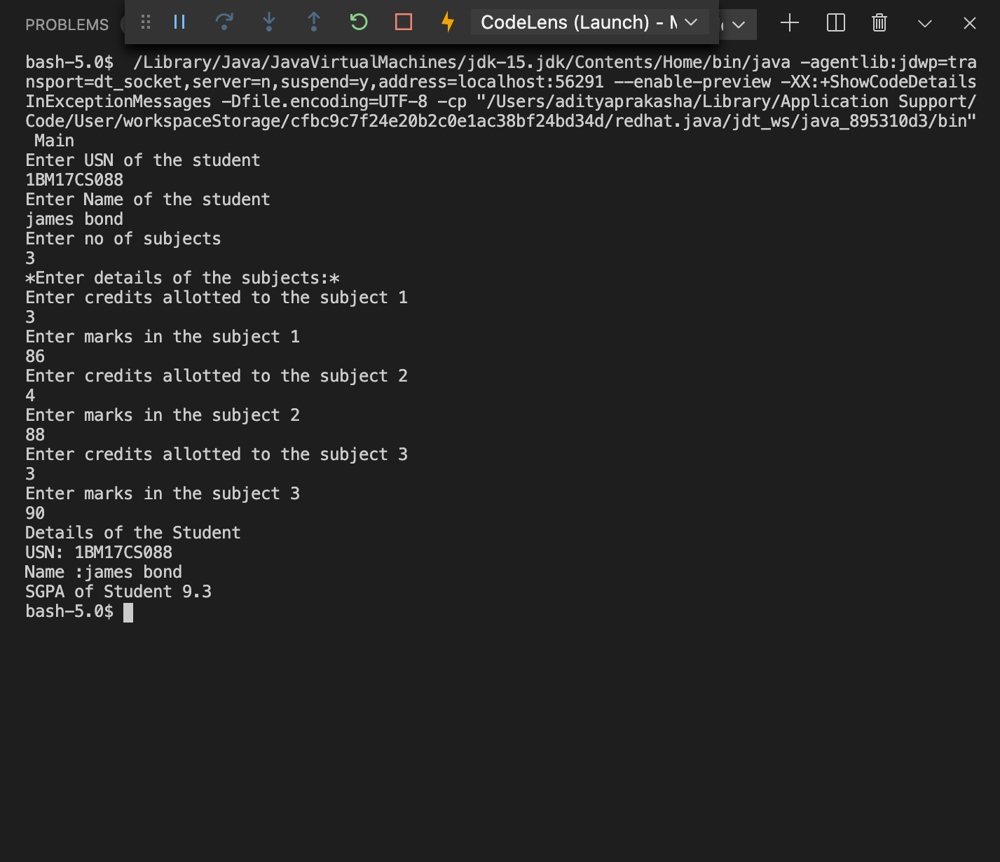 PROBLEMS
CodeLens (Launch) - M
bash-5.0$  /Library/Java/JavaVirtualMachines/jdk-15.jdk/Contents/Home/bin/java -agentlib:jdwp=tra
nsport=dt_socket,server=n,suspend=y,address=localhost:56291 --enable-preview -XX:+ShowCodeDetails
InExceptionMessages -Dfile.encoding=UTF-8 -cp "/Users/adityaprakasha/Library/Application Support/
Code/User/workspaceStorage/cfbc9c7f24e20b2c0e1ac38bf24bd34d/redhat.java/jdt_ws/java_895310d3/bin"
 Main
Enter USN of the student
1BM17CS088
Enter Name of the student
james bond
Enter no of subjects
3
*Enter details of the subjects:*
Enter credits allotted to the subject 1
3
Enter marks in the subject 1
86
Enter credits allotted to the subject 2
4
Enter marks in the subject 2
88
Enter credits allotted to the subject 3
3
Enter marks in the subject 3
90
Details of the Student
USN: 1BM17CS088
Name :james bond
SGPA of Student 9.3
bash-5.0$